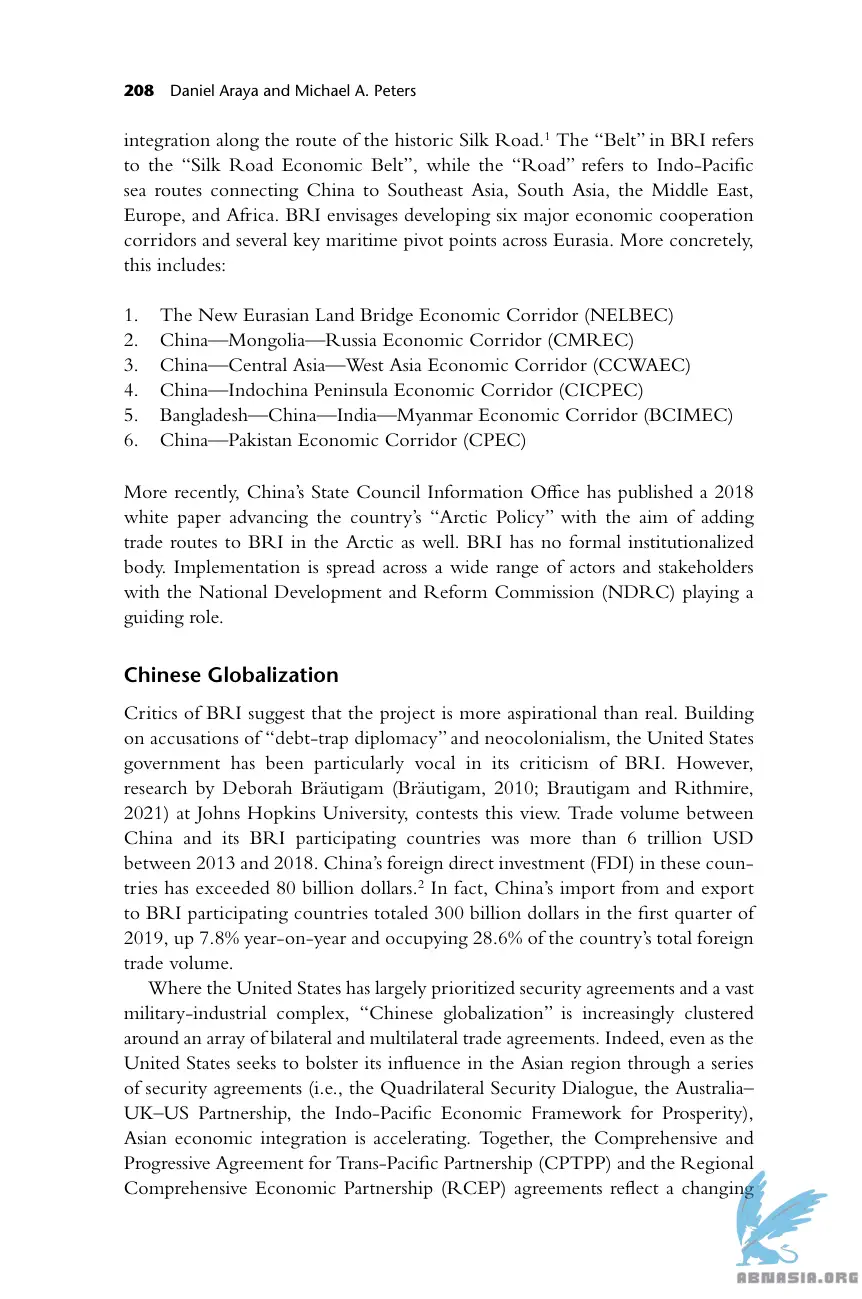 208 Daniel Araya and Michael A. Peters
integration along the route of the historic Silk Road.1 The “Belt” in BRI refers
to the “Silk Road Economic Belt”, while the “Road” refers to Indo-Pacific
sea routes connecting China to Southeast Asia, South Asia, the Middle East,
Europe, and Africa. BRI envisages developing six major economic cooperation
corridors and several key maritime pivot points across Eurasia. More concretely,
this includes:
1. The New Eurasian Land Bridge Economic Corridor (NELBEC)
2. China—Mongolia—Russia Economic Corridor (CMREC)
3. China—Central Asia—West Asia Economic Corridor (CCWAEC)
4. China—Indochina Peninsula Economic Corridor (CICPEC)
5. Bangladesh—China—India—Myanmar Economic Corridor (BCIMEC)
6. China—Pakistan Economic Corridor (CPEC)
More recently, China’s State Council Information Office has published a 2018
white paper advancing the country’s “Arctic Policy” with the aim of adding
trade routes to BRI in the Arctic as well. BRI has no formal institutionalized
body. Implementation is spread across a wide range of actors and stakeholders
with the National Development and Reform Commission (NDRC) playing a
guiding role.
Chinese Globalization
Critics of BRI suggest that the project is more aspirational than real. Building
on accusations of “debt-trap diplomacy” and neocolonialism, the United States
government has been particularly vocal in its criticism of BRI. However,
research by Deborah Bräutigam (Bräutigam, 2010; Brautigam and Rithmire,
2021) at Johns Hopkins University, contests this view. Trade volume between
China and its BRI participating countries was more than 6 trillion USD
between 2013 and 2018. China’s foreign direct investment (FDI) in these coun-
tries has exceeded 80 billion dollars.2 In fact, China’s import from and export
to BRI participating countries totaled 300 billion dollars in the first quarter of
2019, up 7.8% year-on-year and occupying 28.6% of the country’s total foreign
trade volume.
Where the United States has largely prioritized security agreements and a vast
military-industrial complex, “Chinese globalization” is increasingly clustered
around an array of bilateral and multilateral trade agreements. Indeed, even as the
United States seeks to bolster its influence in the Asian region through a series
of security agreements (i.e., the Quadrilateral Security Dialogue, the Australia–
UK–US Partnership, the Indo-Pacific Economic Framework for Prosperity),
Asian economic integration is accelerating. Together, the Comprehensive and
Progressive Agreement for Trans-Pacific Partnership (CPTPP) and the Regional
Comprehensive Economic Partnership (RCEP) agreements reflect a changing
ABNASIA.ORG